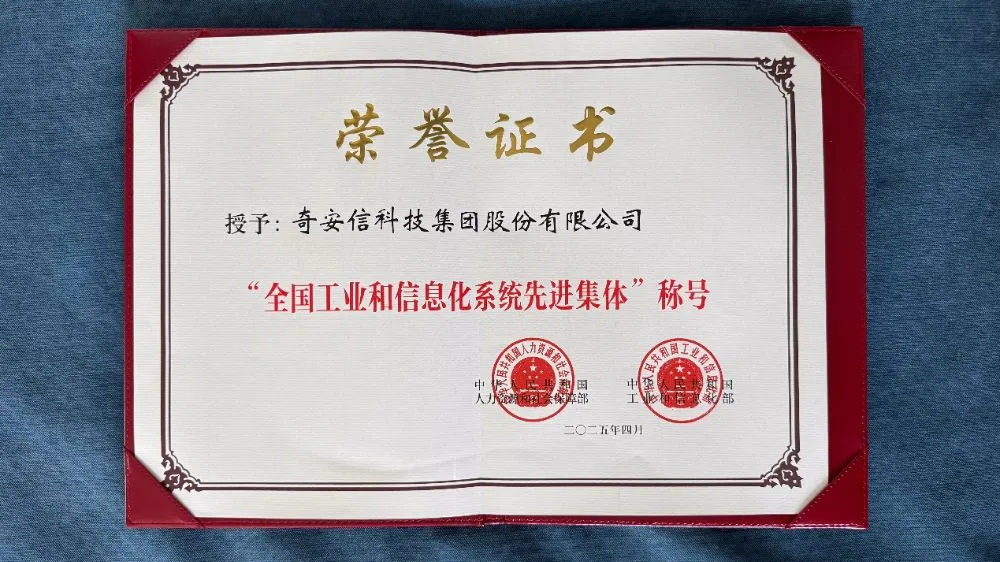 荣誉证书
授予：奇安信科技集团股份有限公司
“全国工业和信息化系统先进集体”称号
中华人民共和国
人力资源和社会保障部
中华人民共和国
工业和信息化部
二〇二五年四月